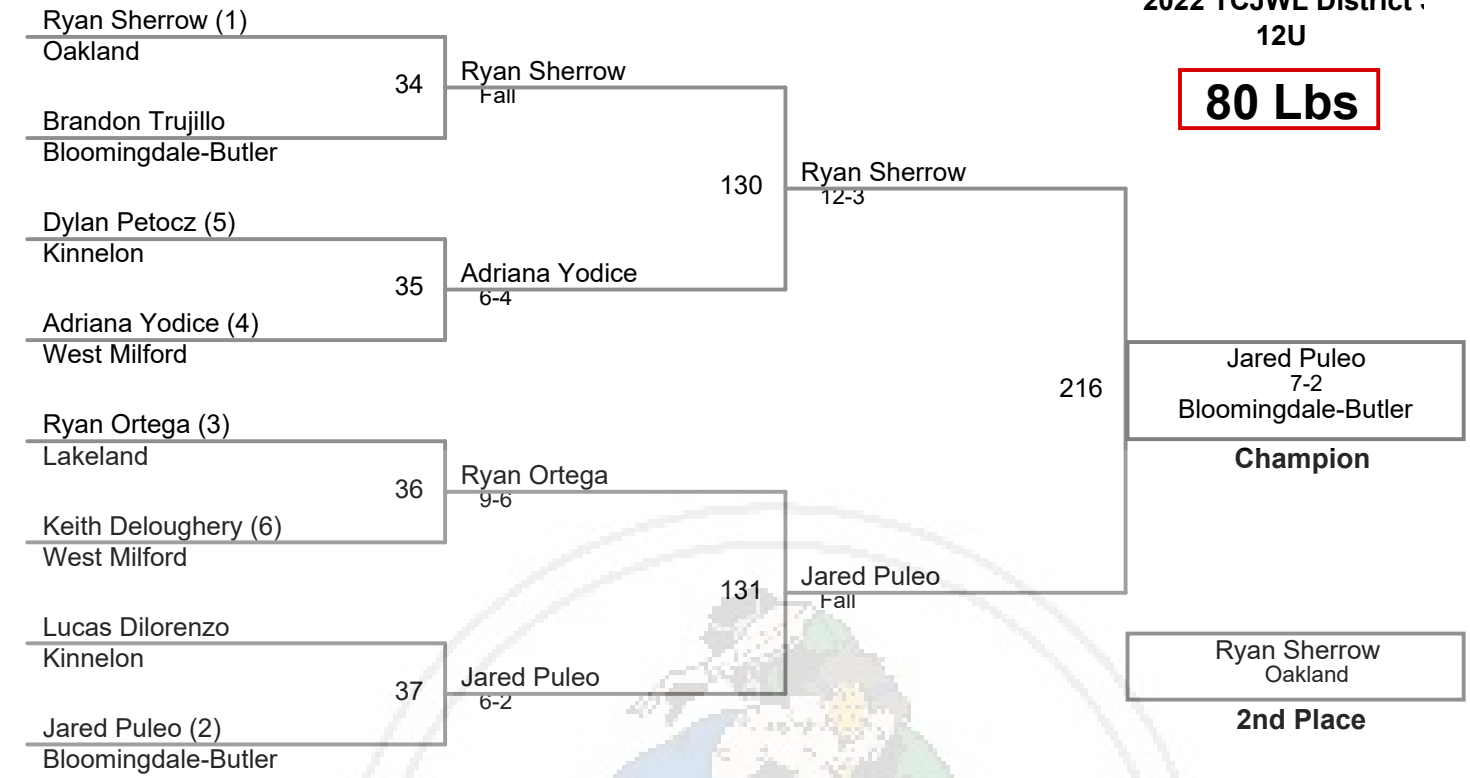 2022 TCJWL District
12U
80 Lbs
Ryan Sherrow (1)
Oakland
34
Brandon Trujillo
Bloomingdale-Butler
Ryan Sherrow
Fall
Dylan Petocz (5)
Kinnelon
35
Adriana Yodice (4)
West Milford
Adriana Yodice
6-4
130
Ryan Sherrow
12-3
Ryan Ortega (3)
Lakeland
36
Keith Deloughery (6)
West Milford
Ryan Ortega
9-6
Lucas Dilorenzo
Kinnelon
37
Jared Puleo (2)
Bloomingdale-Butler
Jared Puleo
6-2
131
Jared Puleo
Fall
216
Jared Puleo
7-2
Bloomingdale-Butler
Champion
Ryan Sherrow
Oakland
2nd Place